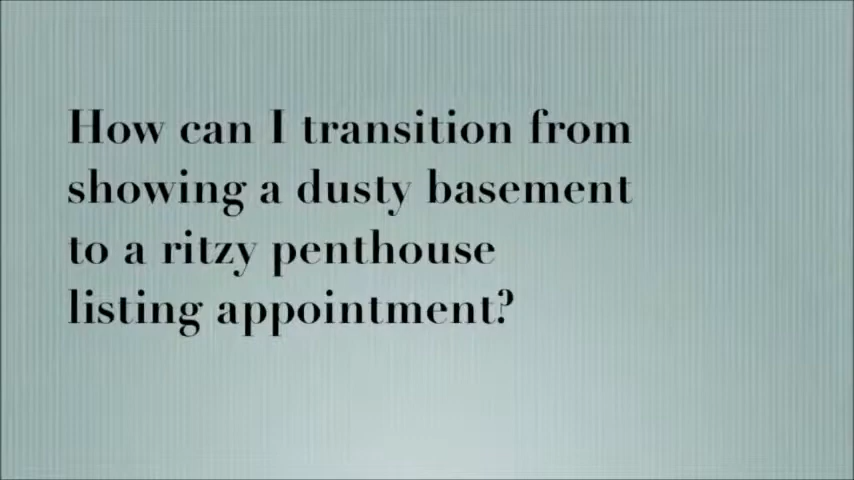 How can I transition from
showing a dusty basement
to a ritzy penthouse
listing appointment?